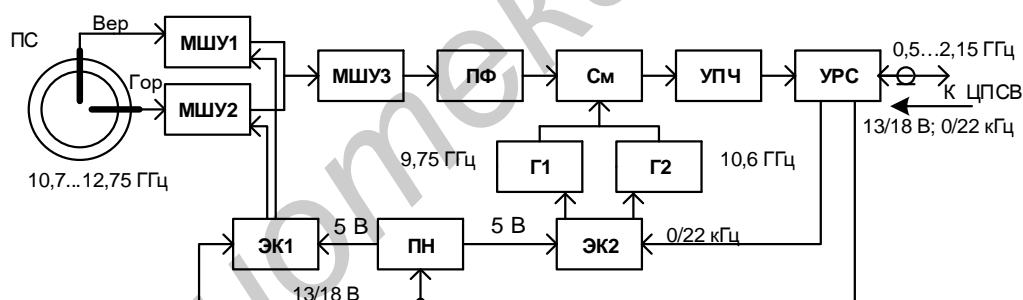 ПС
Вер
Гор
МШУ1
МШУ2
МШУ3
ПФ
См
УПЧ
УРС
0,5...2,15 ГГц
К ЦПСВ
13/18 В; 0/22 кГц
10,7...12,75 ГГц
9,75 ГГц
Г1
Г2
10,6 ГГц
ЭК1
5 В
ПН
5 В
ЭК2
0/22 кГц
13/18 В